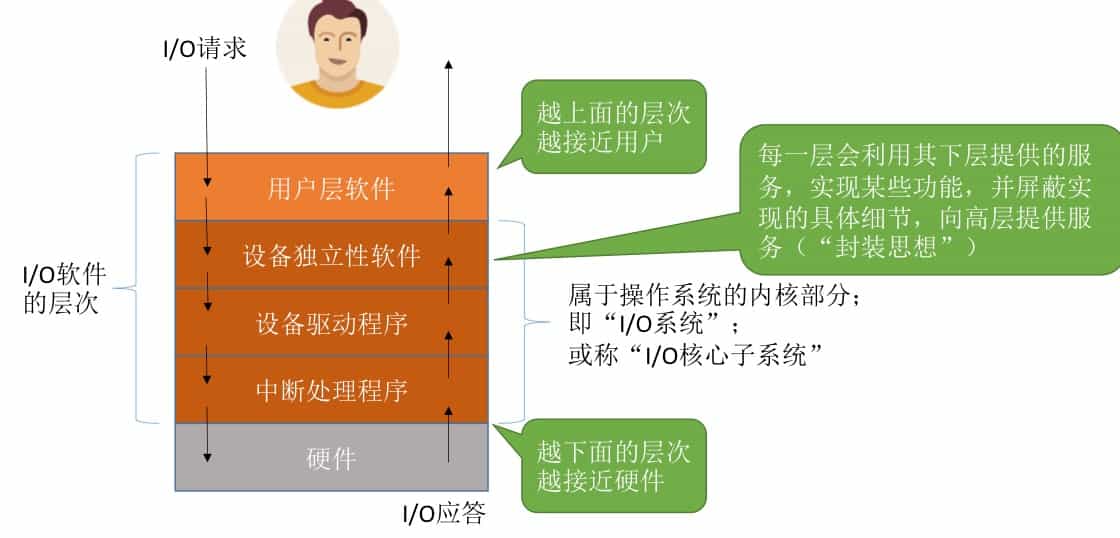 I/O请求
越上面的层次
越接近用户
每一层会利用其下层提供的服
务，实现某些功能，并屏蔽实
现的具体细节，向高层提供服
务（“封装思想”）
用户层软件
设备独立性软件
I/O软件
的层次
设备驱动程序
属于操作系统的内核部分；
即“I/O系统”；
或称“I/O核心子系统”
中断处理程序
硬件
越下面的层次
越接近硬件
I/O应答